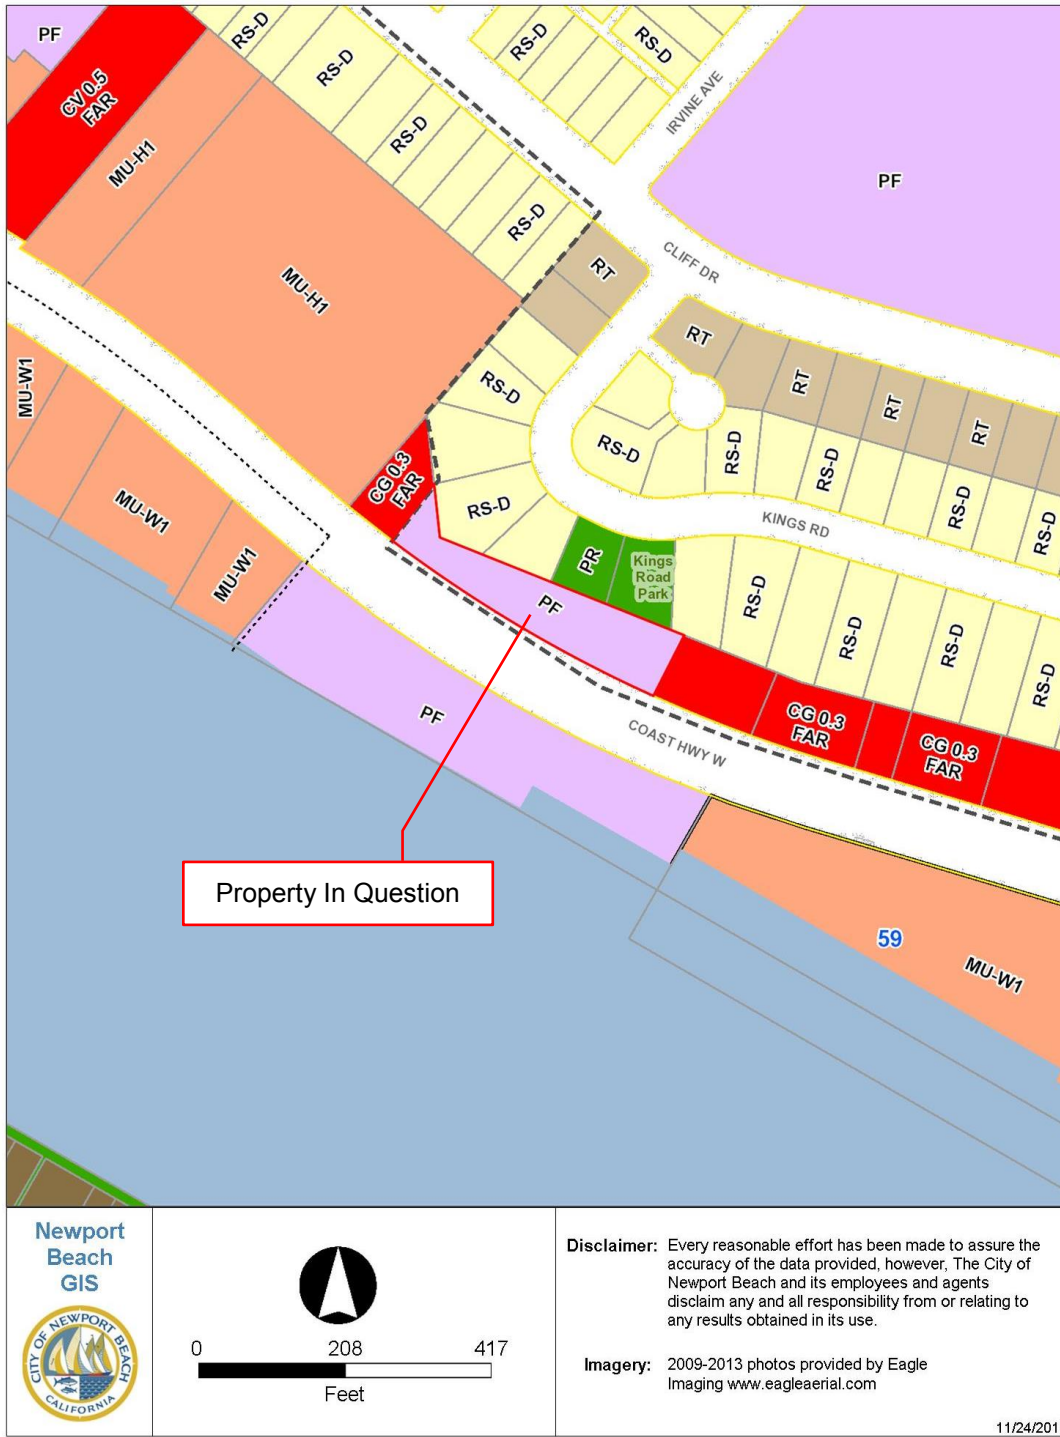 PF
RS-D
RS-D
RS-D
CV 0.5
FAR
RS-D
IRVINE AVE
MU-H1
RS-D
PF
RS-D
CLIFF DR
RT
MU-H1
RT
RT
RT
RT
MU-W1
RS-D
RS-D
RS-D
RS-D
CG 0.3
FAR
MU-W1
RS-D
RS-D
KINGS RD
RS-D
MU-W1
PR
Kings
Road
Park
RS-D
PF
RS-D
RS-D
RS-D
PF
COAST HWY W
CG 0.3
FAR
CG 0.3
FAR
Property In Question
59
MU-W1
Newport
Beach
GIS
CITY OF NEWPORT BEACH
CALIFORNIA
0 208 417
Feet
Disclaimer: Every reasonable effort has been made to assure the
accuracy of the data provided, however, The City of
Newport Beach and its employees and agents
disclaim any and all responsibility from or relating to
any results obtained in its use.
Imagery: 2009-2013 photos provided by Eagle
Imaging www.eagleaerial.com
11/24/201